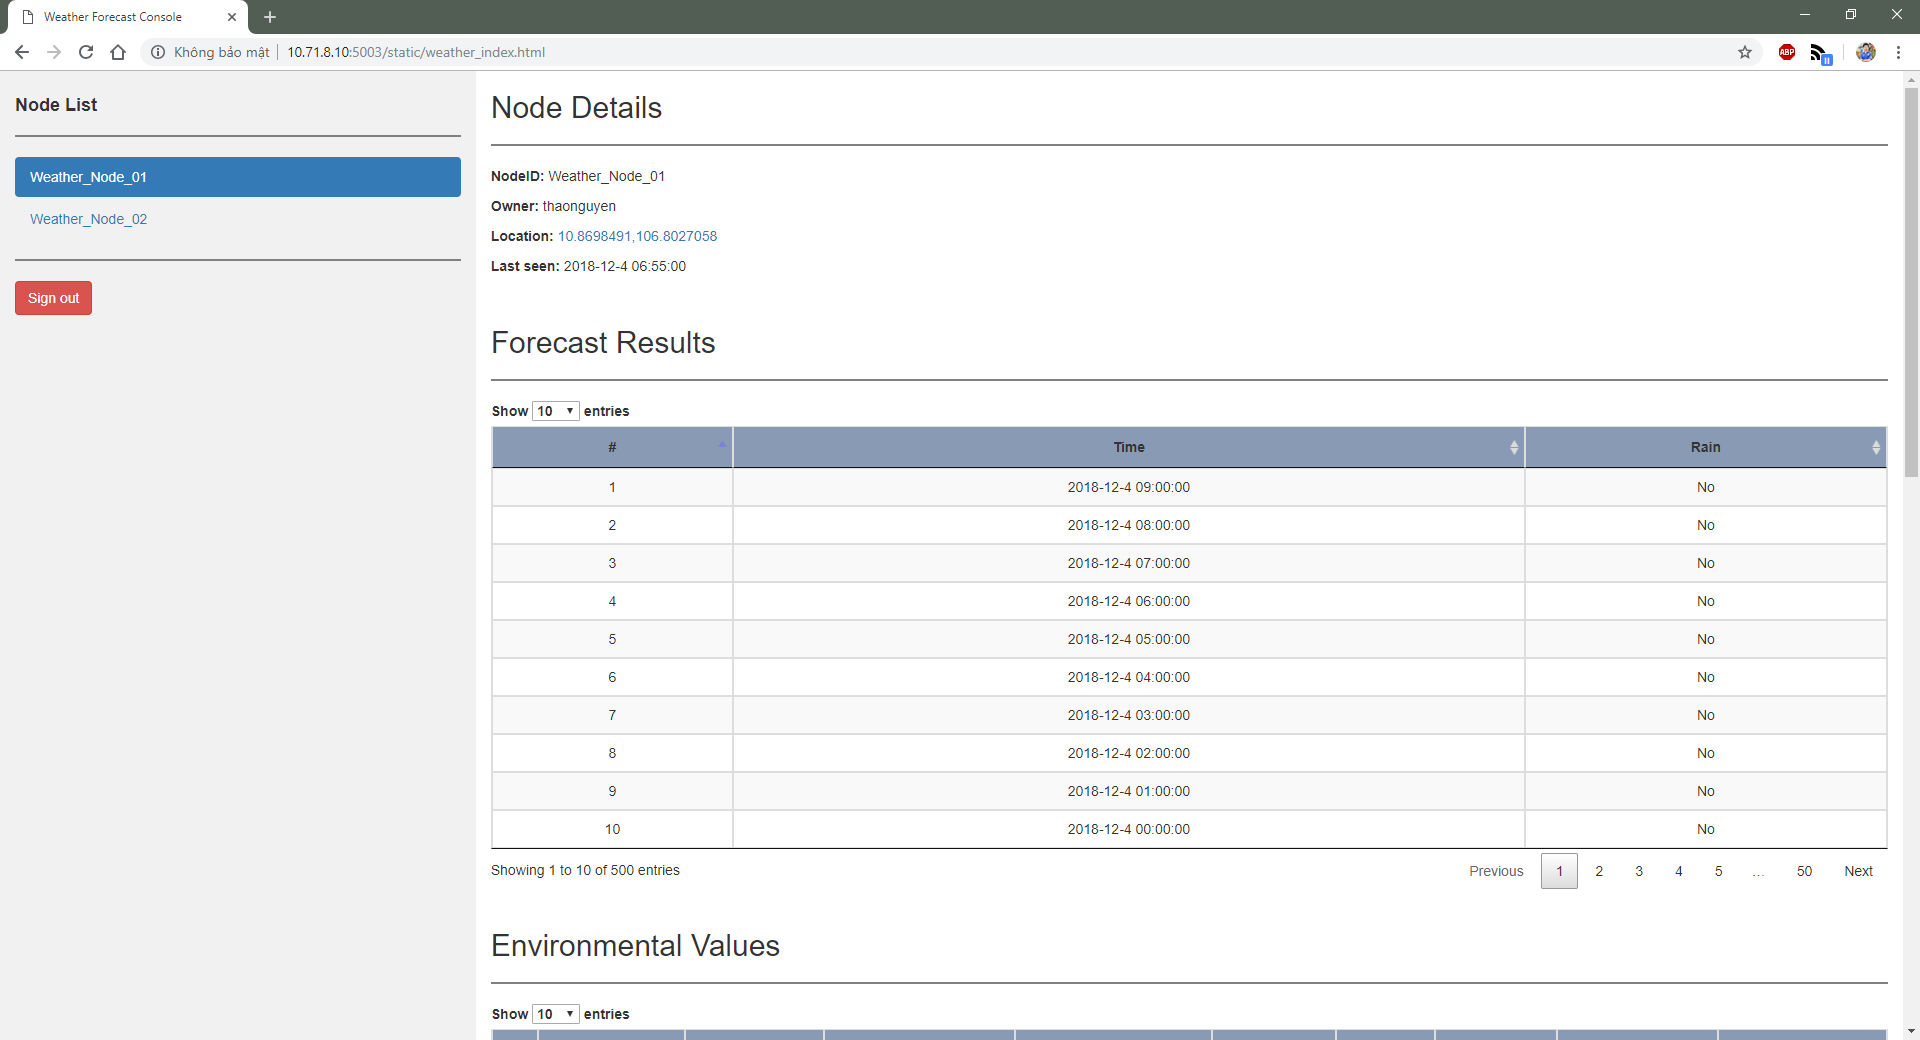 Weather Forecast Console
Không bảo mật 10.71.8.10:5003/static/weather_index.html
ABP
Node List
Weather_Node_01
Weather_Node_02
Sign out
Node Details
NodeID: Weather_Node_01
Owner: thaonguyen
Location: 10.8698491,106.8027058
Last seen: 2018-12-4 06:55:00
Forecast Results
Show 10 entries
# Time Rain
1 2018-12-4 09:00:00 No
2 2018-12-4 08:00:00 No
3 2018-12-4 07:00:00 No
4 2018-12-4 06:00:00 No
5 2018-12-4 05:00:00 No
6 2018-12-4 04:00:00 No
7 2018-12-4 03:00:00 No
8 2018-12-4 02:00:00 No
9 2018-12-4 01:00:00 No
10 2018-12-4 00:00:00 No
Showing 1 to 10 of 500 entries
Previous 1 2 3 4 5 … 50 Next
Environmental Values
Show 10 entries